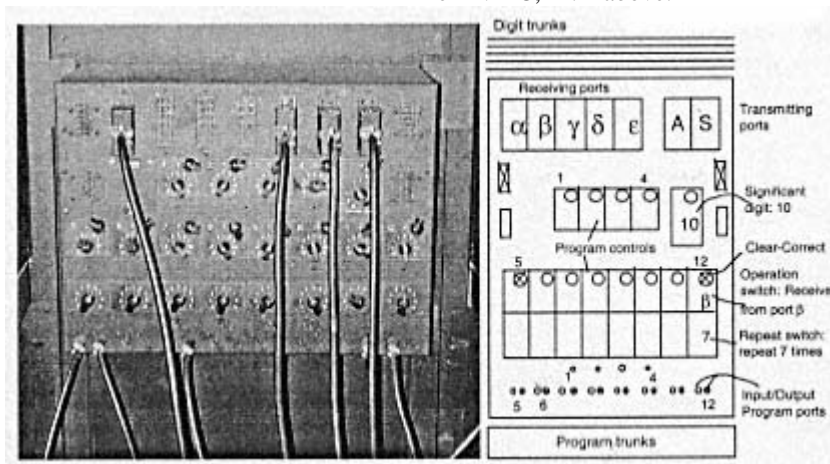 Digit trunks
Receiving ports
α β γ δ ε A S
Transmitting
ports
1 4
Significant
digit: 10
10
Program controls
Clear-Correct
5 12
Operation
switch: Receive
from port β
β
7
Repeat switch:
repeat 7 times
1 4
5 6 12
Input/Output
Program ports
Program trunks